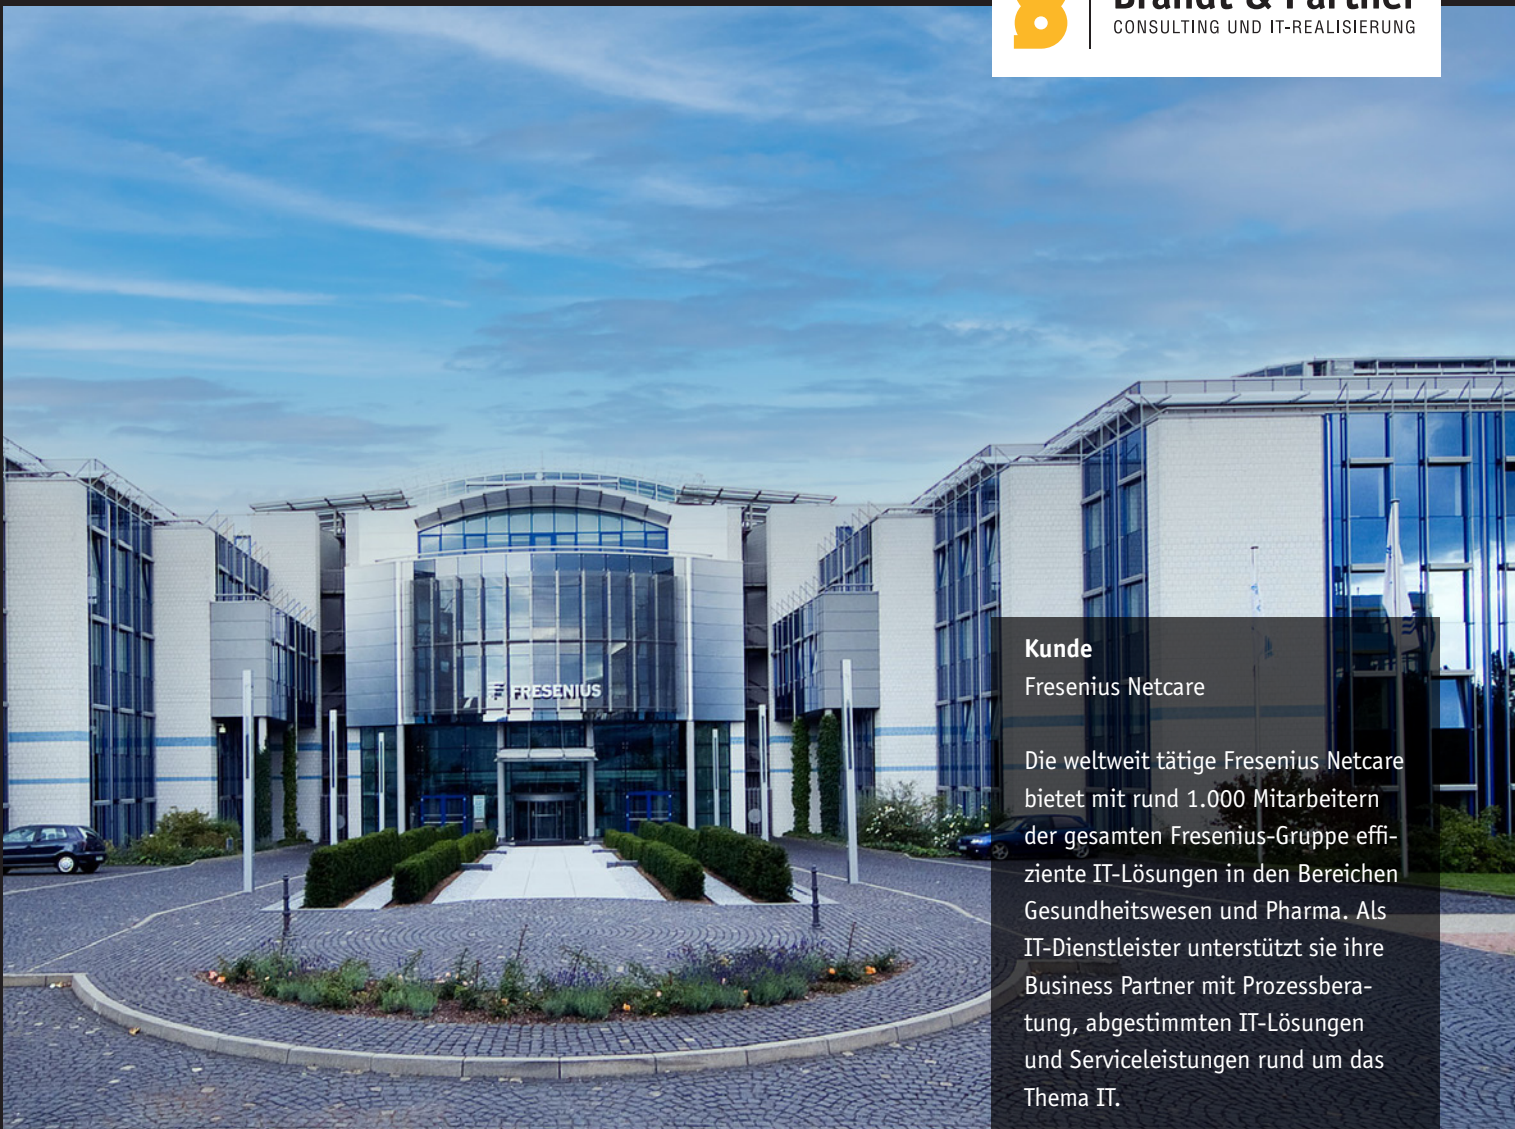 Brandt & Partner
CONSULTING UND IT-REALISIERUNG
FRESENIUS
Kunde
Fresenius Netcare
Die weltweit tätige Fresenius Netcare
bietet mit rund 1.000 Mitarbeitern
der gesamten Fresenius-Gruppe effi-
ziente IT-Lösungen in den Bereichen
Gesundheitswesen und Pharma. Als
IT-Dienstleister unterstützt sie ihre
Business Partner mit Prozessbera-
tung, abgestimmten IT-Lösungen
und Serviceleistungen rund um das
Thema IT.